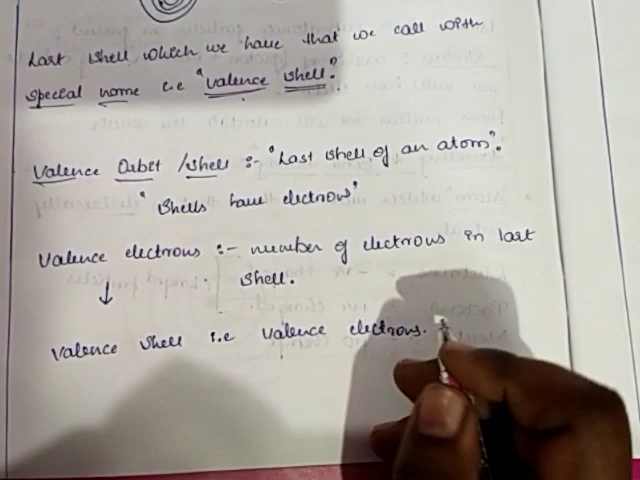 Last shell which we have that we call with
special name i.e "valence shell".
Valence Orbit /shell :- "Last shell of an atom".
"Shells have electrons"
Valence electrons :- number of electrons in last
shell.
↓
Valence shell i.e valence electrons.